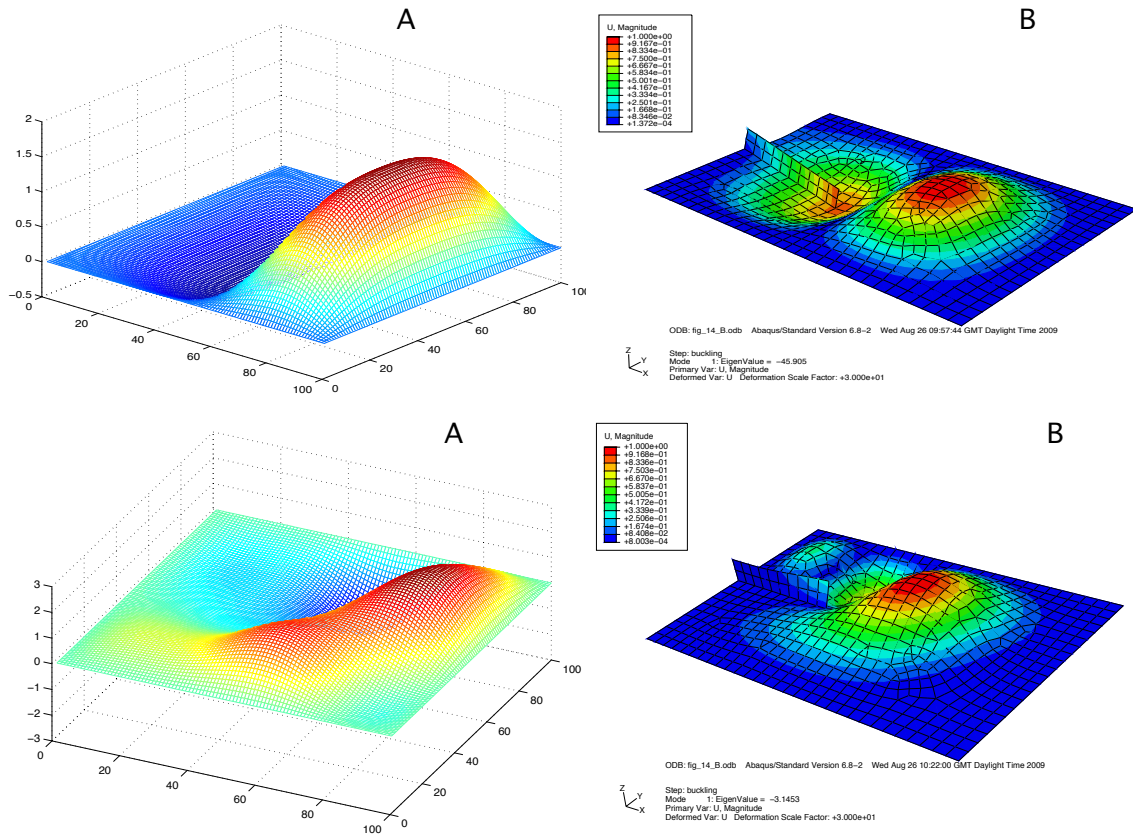 A
2
1.5
1
0.5
0
−0.5
0
20
40
60
80
100
0
20
40
60
80
100
B
U, Magnitude
+1.000e+00
+9.167e−01
+8.334e−01
+7.500e−01
+6.667e−01
+5.834e−01
+5.001e−01
+4.167e−01
+3.334e−01
+2.501e−01
+1.668e−01
+8.346e−02
+1.372e−04
ODB: fig_14_B.odb Abaqus/Standard Version 6.8−2 Wed Aug 26 09:57:44 GMT Daylight Time 2009
Z
Y
X
Step: buckling
Mode 1: EigenValue = −45.905
Primary Var: U, Magnitude
Deformed Var: U Deformation Scale Factor: +3.000e+01
A
3
2
1
0
−1
−2
−3
0
20
40
60
80
100
0
20
40
60
80
100
B
U, Magnitude
+1.000e+00
+9.168e−01
+8.336e−01
+7.503e−01
+6.670e−01
+5.837e−01
+5.005e−01
+4.172e−01
+3.339e−01
+2.506e−01
+1.674e−01
+8.408e−02
+8.003e−04
ODB: fig_14_B.odb Abaqus/Standard Version 6.8−2 Wed Aug 26 10:22:00 GMT Daylight Time 2009
Z
Y
X
Step: buckling
Mode 1: EigenValue = −3.1453
Primary Var: U, Magnitude
Deformed Var: U Deformation Scale Factor: +3.000e+01